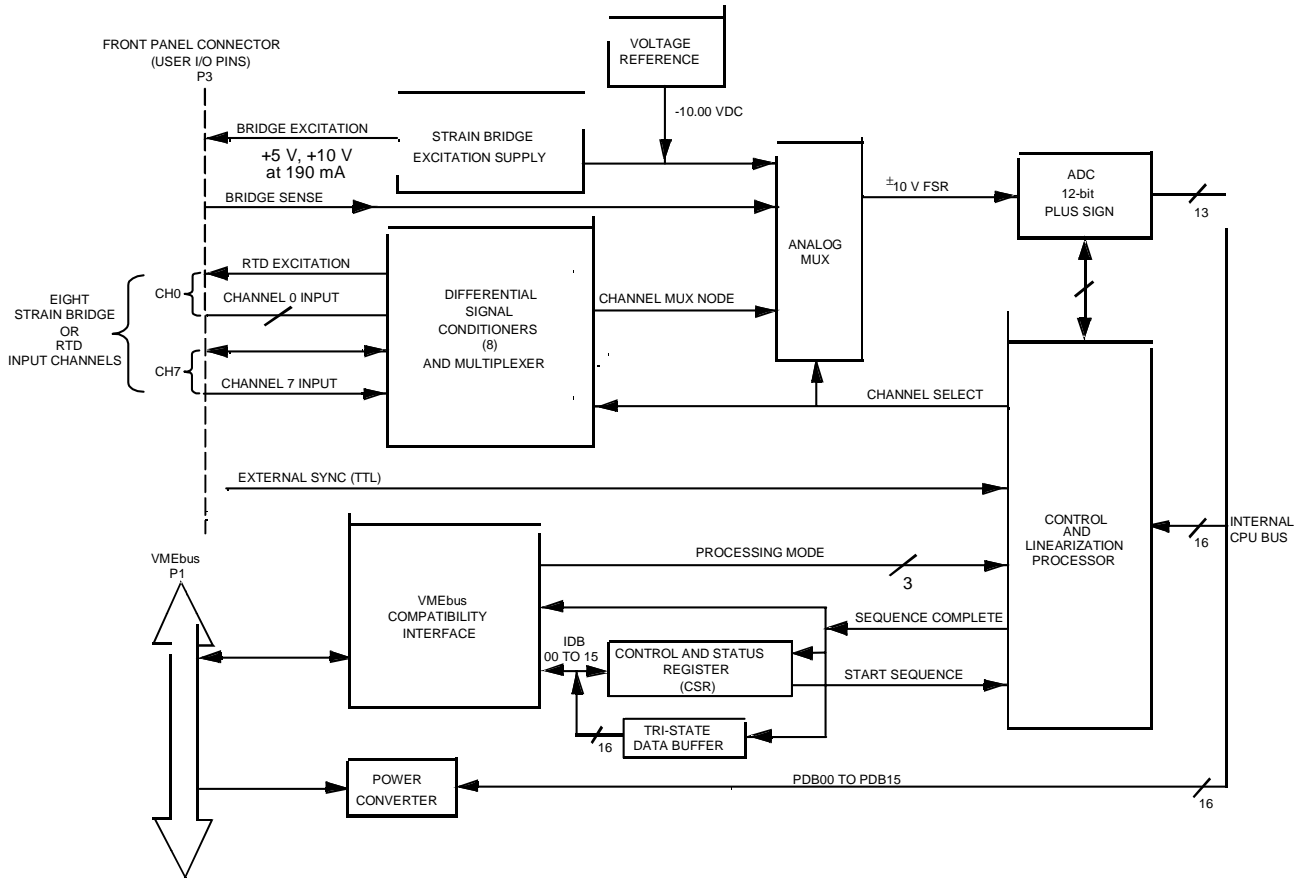 FRONT PANEL CONNECTOR
(USER I/O PINS)
P3
VOLTAGE
REFERENCE
-10.00 VDC
BRIDGE EXCITATION
+5 V, +10 V
at 190 mA
STRAIN BRIDGE
EXCITATION SUPPLY
BRIDGE SENSE
ANALOG
MUX
±10 V FSR
ADC
12-bit
PLUS SIGN
13
EIGHT
STRAIN BRIDGE
OR
RTD
INPUT CHANNELS
CH0
CH7
RTD EXCITATION
CHANNEL 0 INPUT
CHANNEL 7 INPUT
DIFFERENTIAL
SIGNAL
CONDITIONERS
(8)
AND MULTIPLEXER
CHANNEL MUX NODE
CHANNEL SELECT
EXTERNAL SYNC (TTL)
CONTROL
AND
LINEARIZATION
PROCESSOR
16
INTERNAL
CPU BUS
VMEbus
P1
VMEbus
COMPATIBILITY
INTERFACE
PROCESSING MODE
3
SEQUENCE COMPLETE
IDB
00 TO 15
CONTROL AND STATUS
REGISTER
(CSR)
START SEQUENCE
16
TRI-STATE
DATA BUFFER
POWER
CONVERTER
PDB00 TO PDB15
16